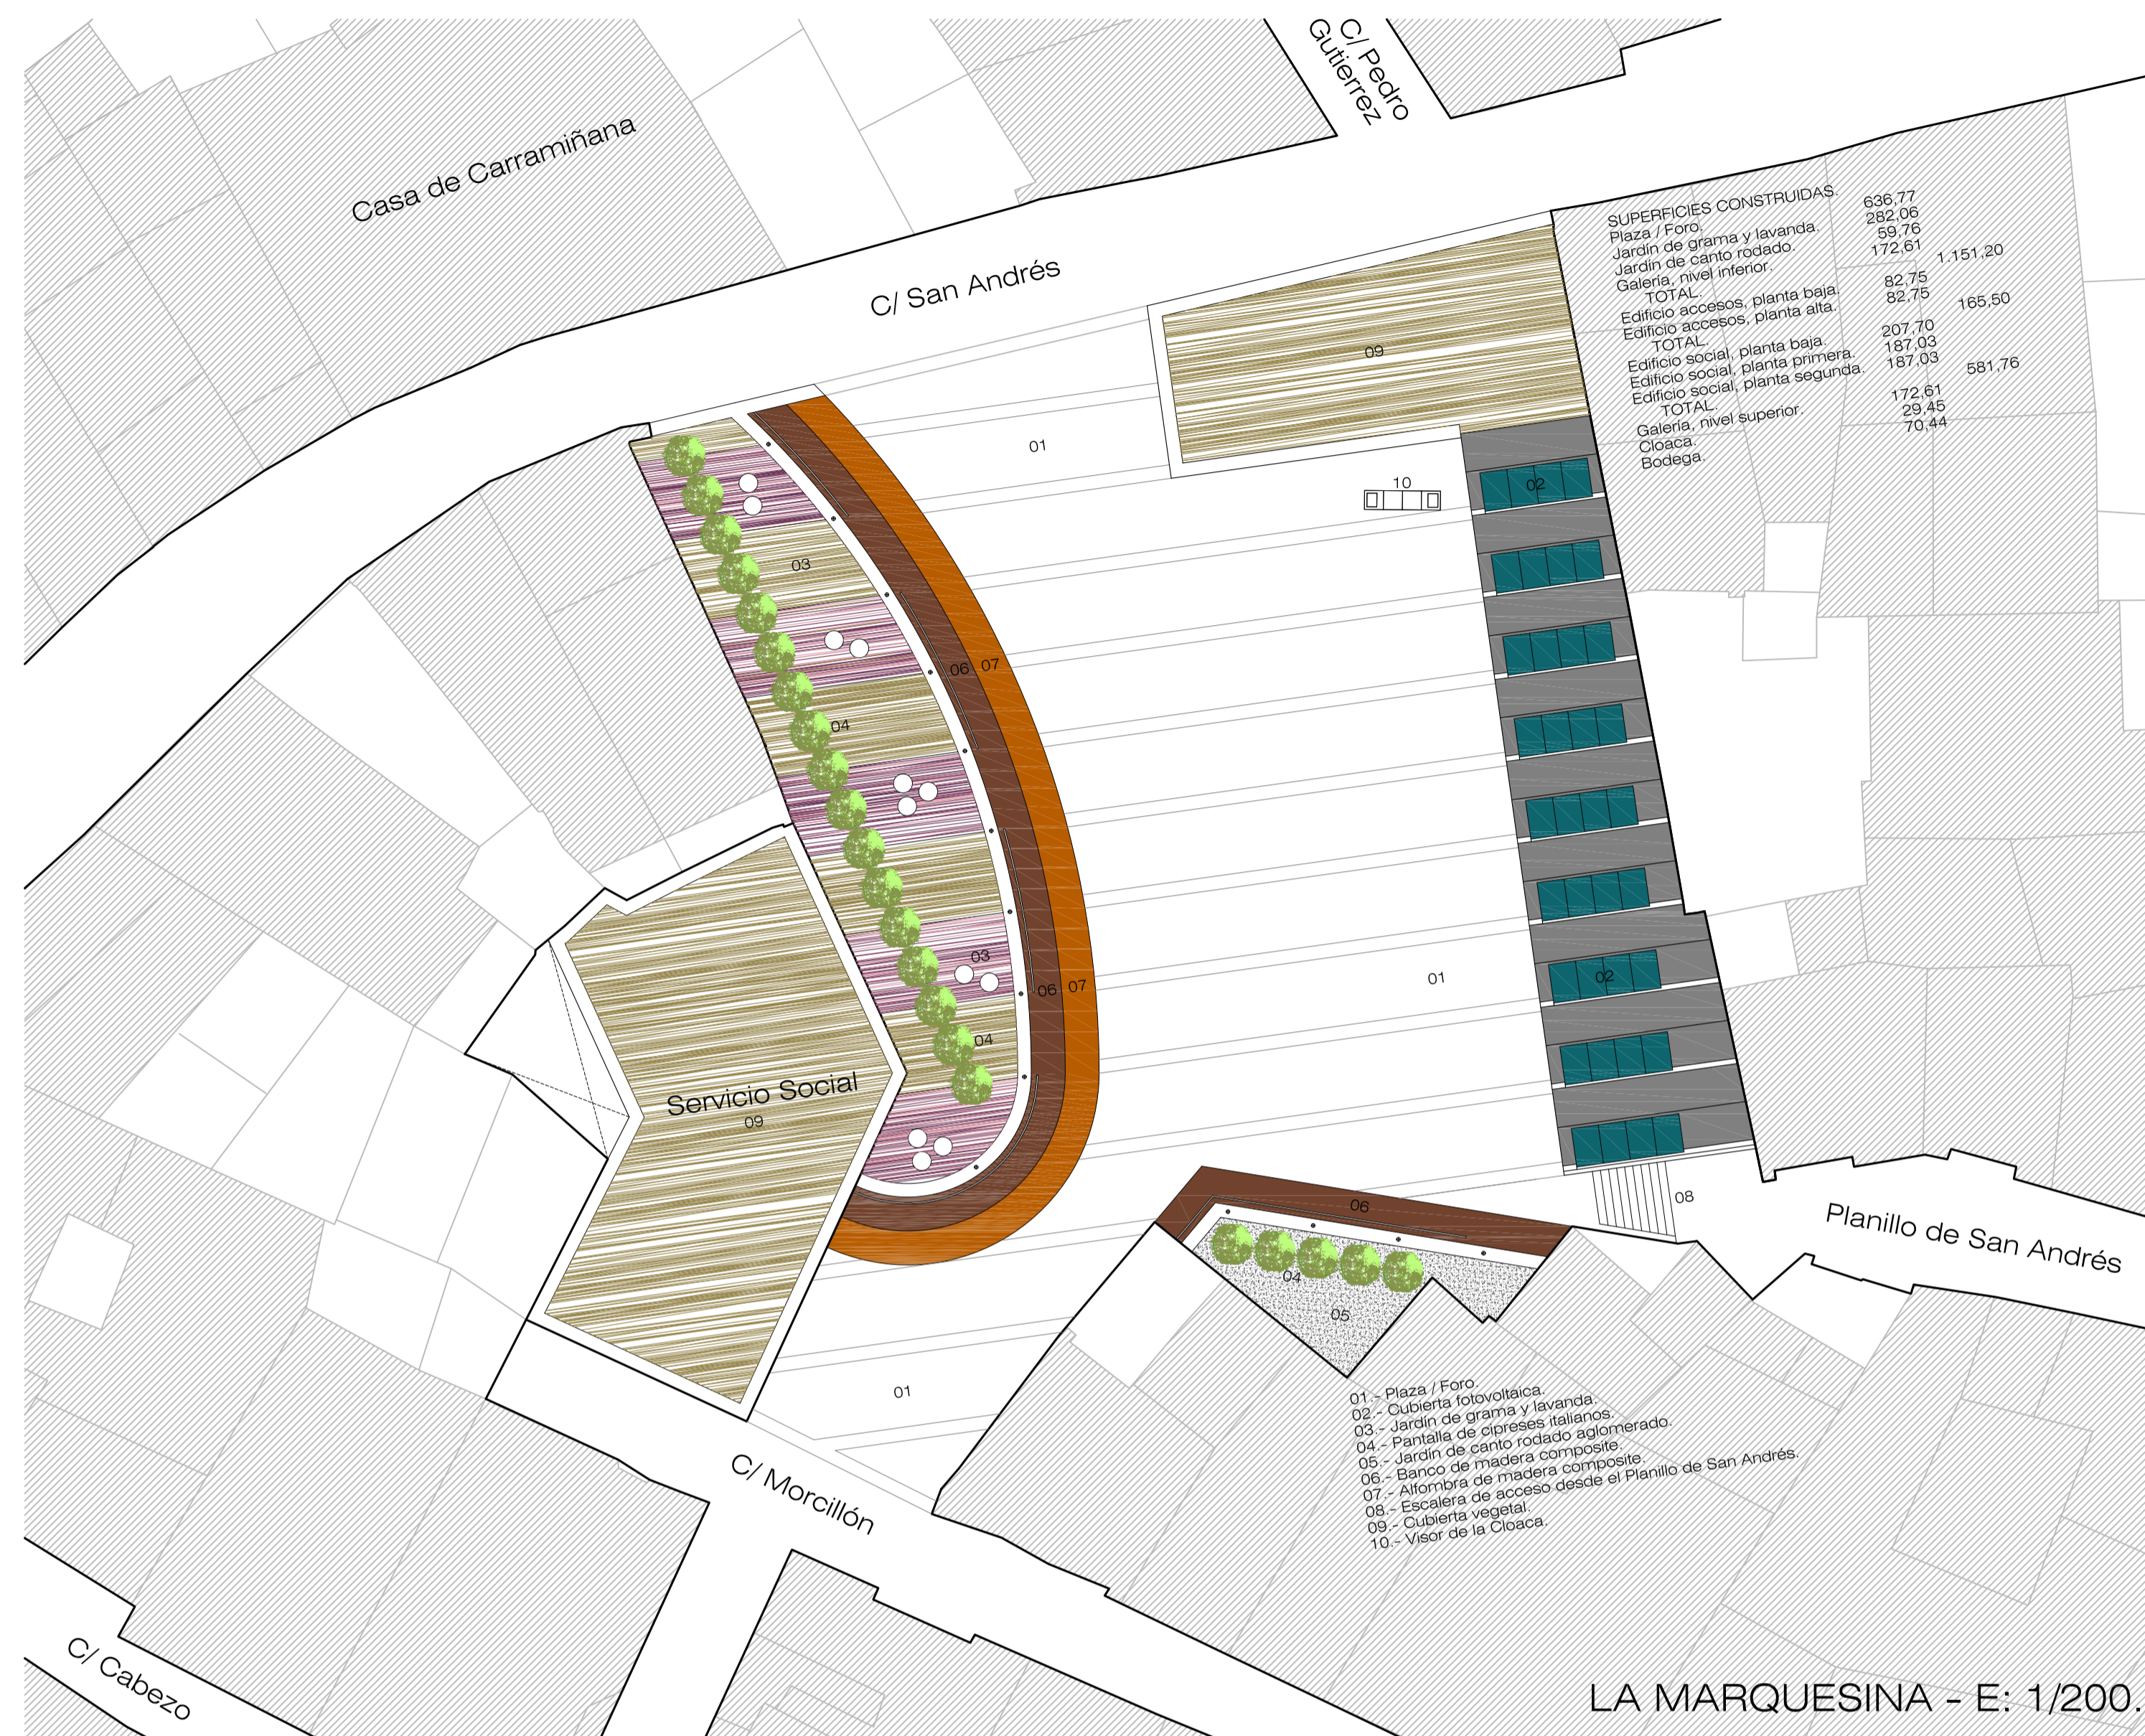 C/ Pedro
Gutierrez
Casa de Carramiñana
C/ San Andrés
SUPERFICIES CONSTRUIDAS.
Plaza / Foro. 636,77
Jardín de grama y lavanda. 282,06
Jardín de canto rodado. 59,76
Galería, nivel inferior. 172,61
TOTAL. 1.151,20
Edificio accesos, planta baja. 82,75
Edificio accesos, planta alta. 82,75
TOTAL. 165,50
Edificio social, planta baja. 207,70
Edificio social, planta primera. 187,03
Edificio social, planta segunda. 187,03
TOTAL. 581,76
Galería, nivel superior. 172,61
Cloaca. 29,45
Bodega. 70,44
09
01
10
02
03
06 07
04
03
06 07
01
02
04
Servicio Social
09
08
06
Planillo de San Andrés
04
05
01
01.- Plaza / Foro.
02.- Cubierta fotovoltáica.
03.- Jardín de grama y lavanda.
04.- Pantalla de cipreses italianos.
05.- Jardín de canto rodado aglomerado.
06.- Banco de madera composite.
07.- Alfombra de madera composite.
08.- Escalera de acceso desde el Planillo de San Andrés.
09.- Cubierta vegetal.
10.- Visor de la Cloaca.
C/ Morcillón
C/ Cabezo
LA MARQUESINA - E: 1/200.